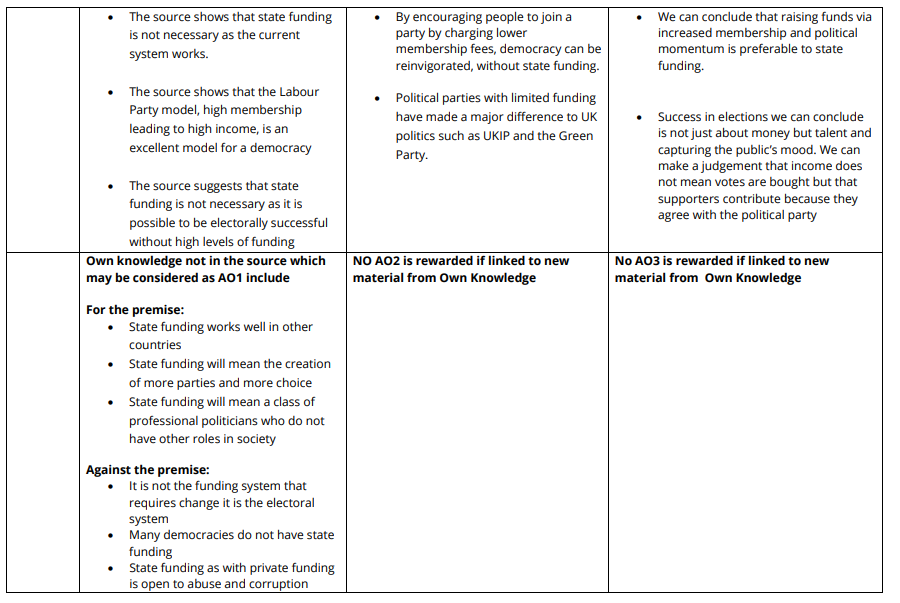 The source shows that state funding
is not necessary as the current
system works.
The source shows that the Labour
Party model, high membership
leading to high income, is an
excellent model for a democracy
The source suggests that state
funding is not necessary as it is
possible to be electorally successful
without high levels of funding
By encouraging people to join a
party by charging lower
membership fees, democracy can be
reinvigorated, without state funding.
Political parties with limited funding
have made a major difference to UK
politics such as UKIP and the Green
Party.
We can conclude that raising funds via
increased membership and political
momentum is preferable to state
funding.
Success in elections we can conclude
is not just about money but talent and
capturing the public's mood. We can
make a judgement that income does
not mean votes are bought but that
supporters contribute because they
agree with the political party
Own knowledge not in the source which
may be considered as AO1 include
For the premise:
State funding works well in other
countries
State funding will mean the creation
of more parties and more choice
State funding will mean a class of
professional politicians who do not
have other roles in society
Against the premise:
It is not the funding system that
requires change it is the electoral
system
Many democracies do not have state
funding
State funding as with private funding
is open to abuse and corruption
NO AO2 is rewarded if linked to new
material from Own Knowledge
No AO3 is rewarded if linked to new
material from  Own Knowledge